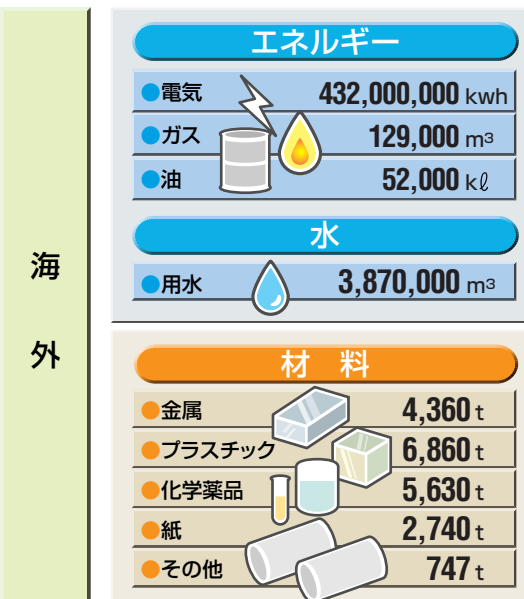 海外
エネルギー
●電気 432,000,000 kwh
●ガス 129,000 m³
●油 52,000 kℓ
水
●用水 3,870,000 m³
材 料
●金属 4,360 t
●プラスチック 6,860 t
●化学薬品 5,630 t
●紙 2,740 t
●その他 747 t